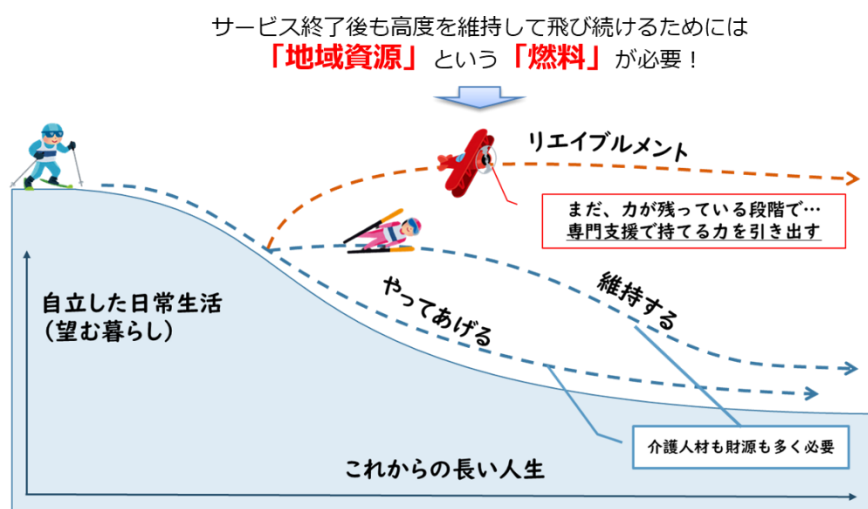 サービス終了後も高度を維持して飛び続けるためには
「地域資源」という「燃料」が必要！
リエイブルメント
まだ、力が残っている段階で…
専門支援で持てる力を引き出す
自立した日常生活
（望む暮らし）
やってあげる
維持する
介護人材も財源も多く必要
これからの長い人生